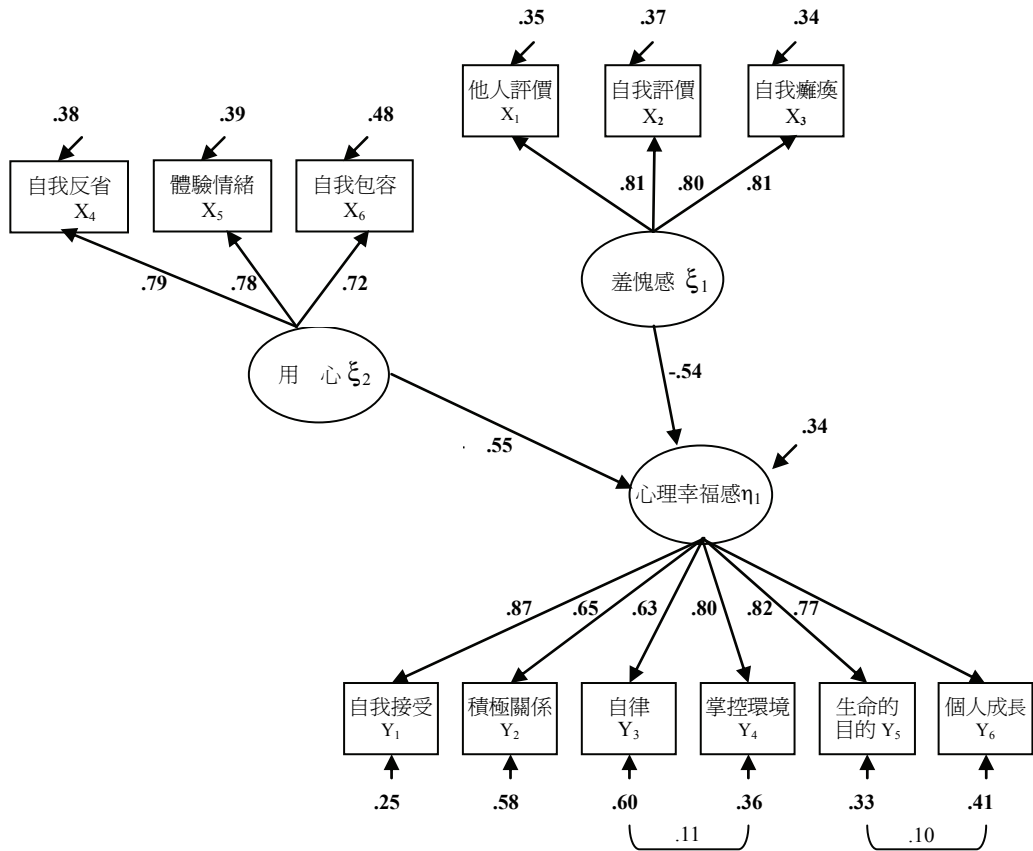 .35 .37 .34
他人評價 自我評價 自我癱瘓
X₁ X₂ X₃
.38 .39 .48
自我反省 體驗情緒 自我包容
X₄ X₅ X₆
.81 .80 .81
.79 .78 .72
羞愧感 ξ₁
用 心 ξ₂
-.54
.55
.34
心理幸福感η₁
.87 .65 .63 .80 .82 .77
自我接受 積極關係 自律 掌控環境 生命的 個人成長
Y₁ Y₂ Y₃ Y₄ 目的 Y₅ Y₆
.25 .58 .60 .36 .33 .41
.11 .10